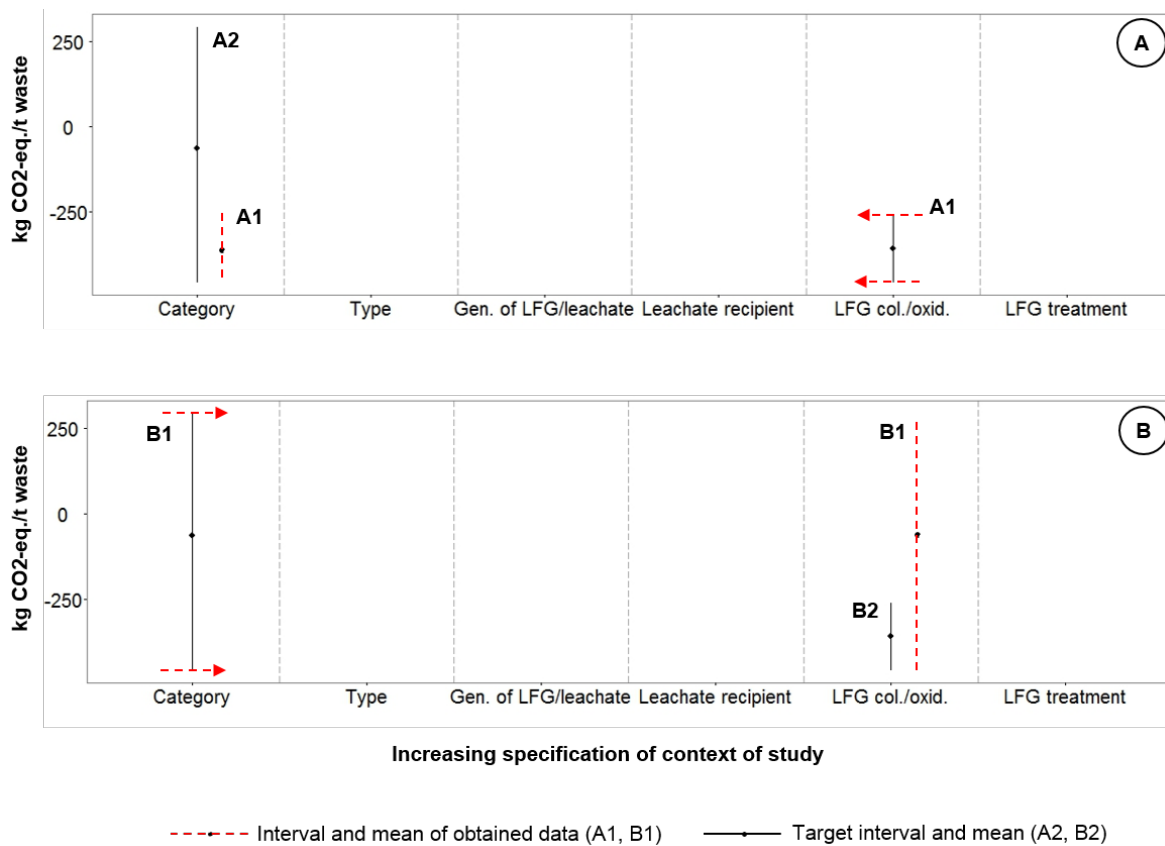 A
kg CO2-eq./t waste
250
0
-250
A2
A1
A1
Category
Type
Gen. of LFG/leachate
Leachate recipient
LFG col./oxid.
LFG treatment
B
kg CO2-eq./t waste
250
0
-250
B1
B1
B2
Category
Type
Gen. of LFG/leachate
Leachate recipient
LFG col./oxid.
LFG treatment
Increasing specification of context of study
Interval and mean of obtained data (A1, B1)
Target interval and mean (A2, B2)